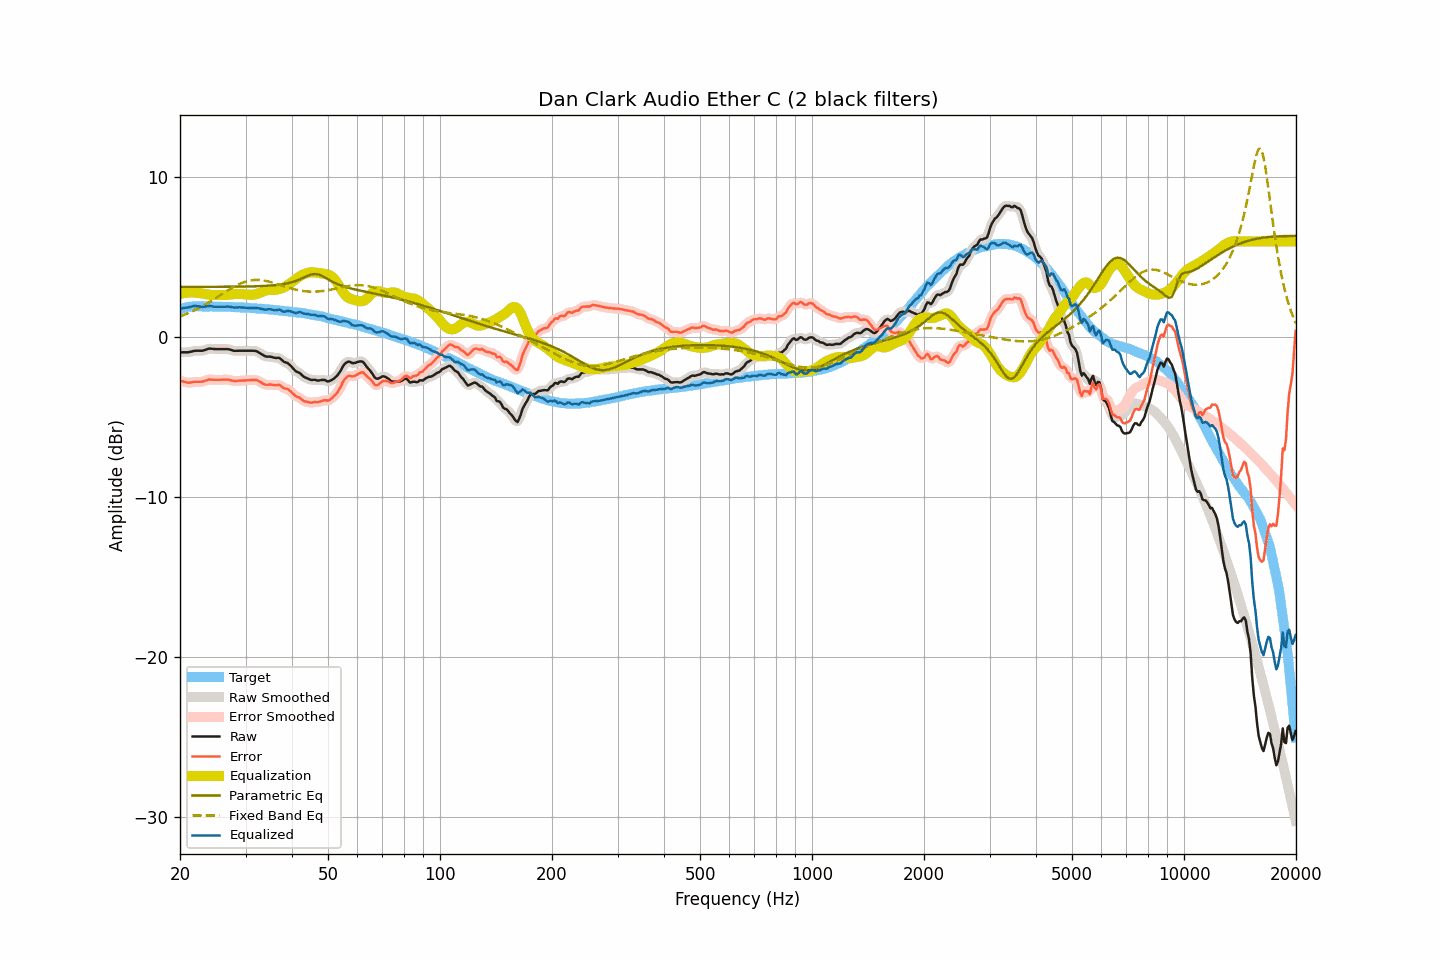 Dan Clark Audio Ether C (2 black filters)
10
0
−10
−20
−30
Amplitude (dBr)
Target
Raw Smoothed
Error Smoothed
Raw
Error
Equalization
Parametric Eq
Fixed Band Eq
Equalized
20 50 100 200 500 1000 2000 5000 10000 20000
Frequency (Hz)